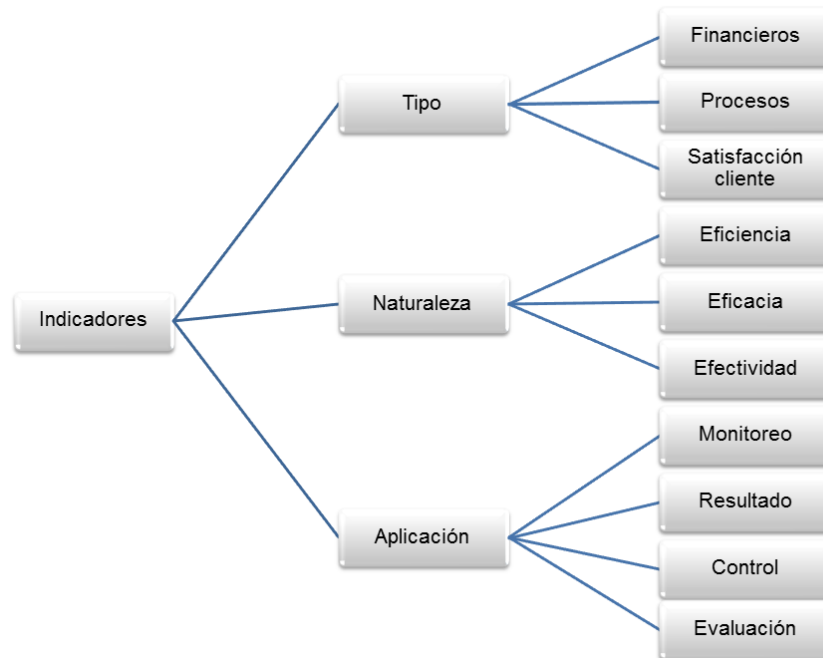 Indicadores
Tipo
Financieros
Procesos
Satisfacción
cliente
Naturaleza
Eficiencia
Eficacia
Efectividad
Aplicación
Monitoreo
Resultado
Control
Evaluación